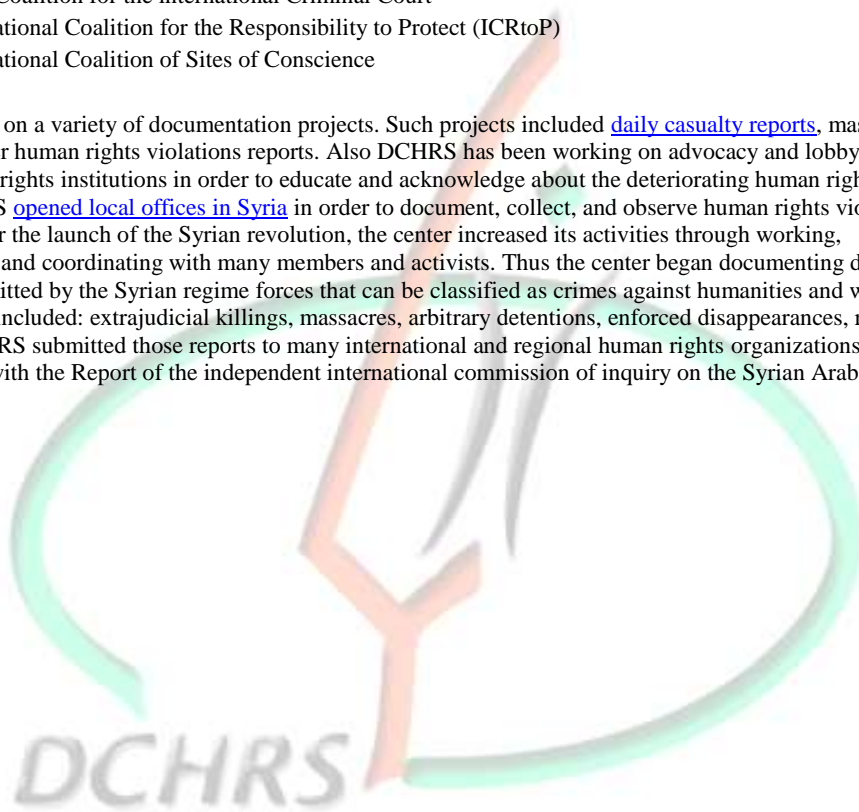 Coalition for the International Criminal Court
ational Coalition for the Responsibility to Protect (ICRtoP)
ational Coalition of Sites of Conscience
on a variety of documentation projects. Such projects included daily casualty reports, mas
r human rights violations reports. Also DCHRS has been working on advocacy and lobby
rights institutions in order to educate and acknowledge about the deteriorating human righ
S opened local offices in Syria in order to document, collect, and observe human rights vio
r the launch of the Syrian revolution, the center increased its activities through working,
and coordinating with many members and activists. Thus the center began documenting d
itted by the Syrian regime forces that can be classified as crimes against humanities and w
included: extrajudicial killings, massacres, arbitrary detentions, enforced disappearances, r
RS submitted those reports to many international and regional human rights organizations
with the Report of the independent international commission of inquiry on the Syrian Arab
DCHRS